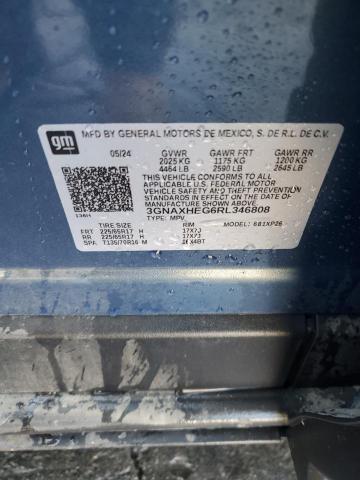 gm
MFD BY GENERAL MOTORS DE MEXICO, S. DE R.L. DE C.V.
05/24 GVWR GAWR FRT GAWR RR
2025 KG 1175 KG 1200 KG
4464 LB 2590 LB 2645 LB
THIS VEHICLE CONFORMS TO ALL
APPLICABLE U.S. FEDERAL MOTOR
VEHICLE SAFETY AND THEFT PREVENTION
STANDARDS IN EFFECT ON THE DATE OF
MANUFACTURE SHOWN ABOVE.
3GNAXHEG6RL346808
TYPE: MPV
TIRE SIZE RIM MODEL: 681XP26
FRT 225/65R17 H 17X7J
RR 225/65R17 H 17X7J
SPA T135/70R16 M 16X4BT